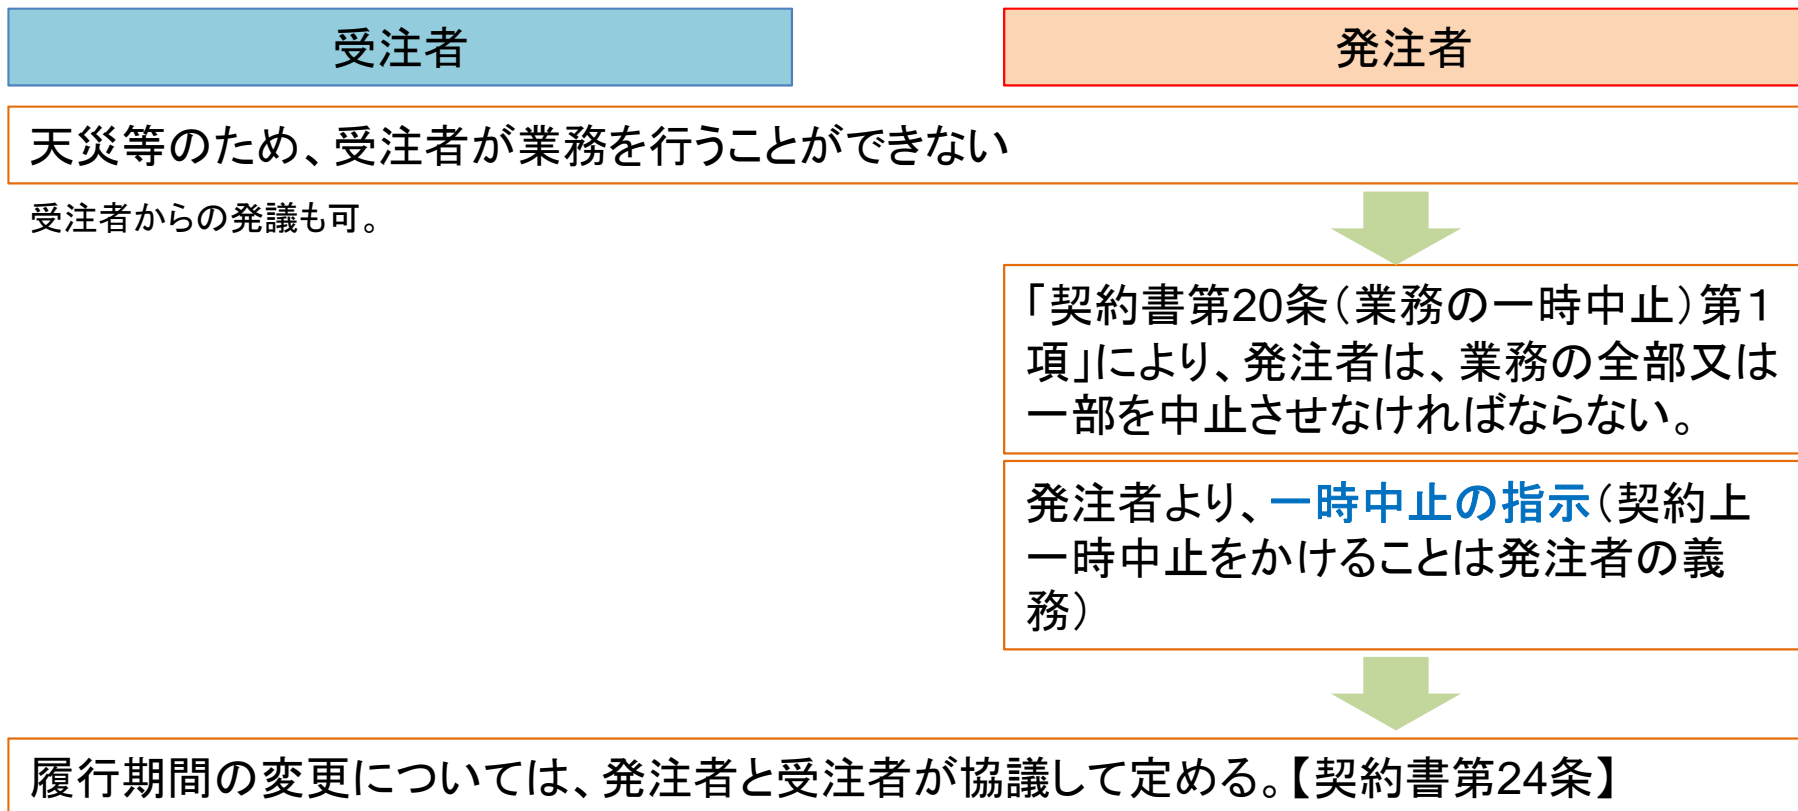 受注者
発注者
天災等のため、受注者が業務を行うことができない
受注者からの発議も可。
「契約書第20条(業務の一時中止)第1
項」により、発注者は、業務の全部又は
一部を中止させなければならない。
発注者より、一時中止の指示(契約上
一時中止をかけることは発注者の義
務)
履行期間の変更については、発注者と受注者が協議して定める。【契約書第24条】